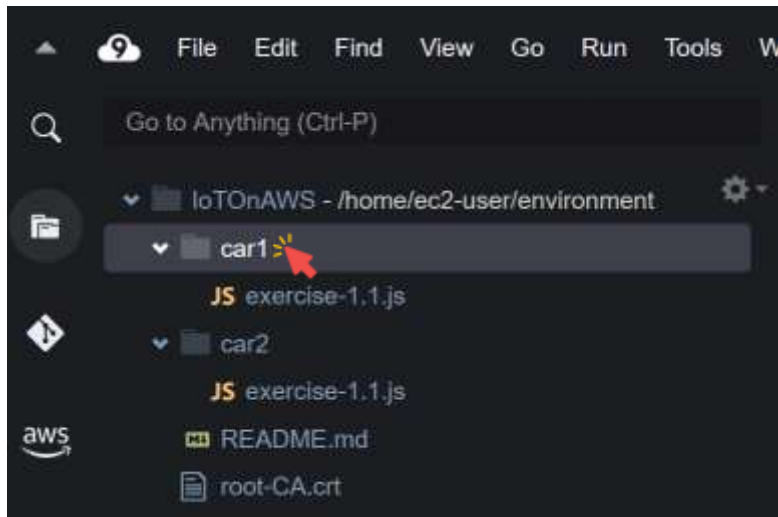 9 File Edit Find View Go Run Tools W
Go to Anything (Ctrl-P)
IoTOnAWS - /home/ec2-user/environment
car1
JS exercise-1.1.js
car2
JS exercise-1.1.js
README.md
aws
root-CA.crt